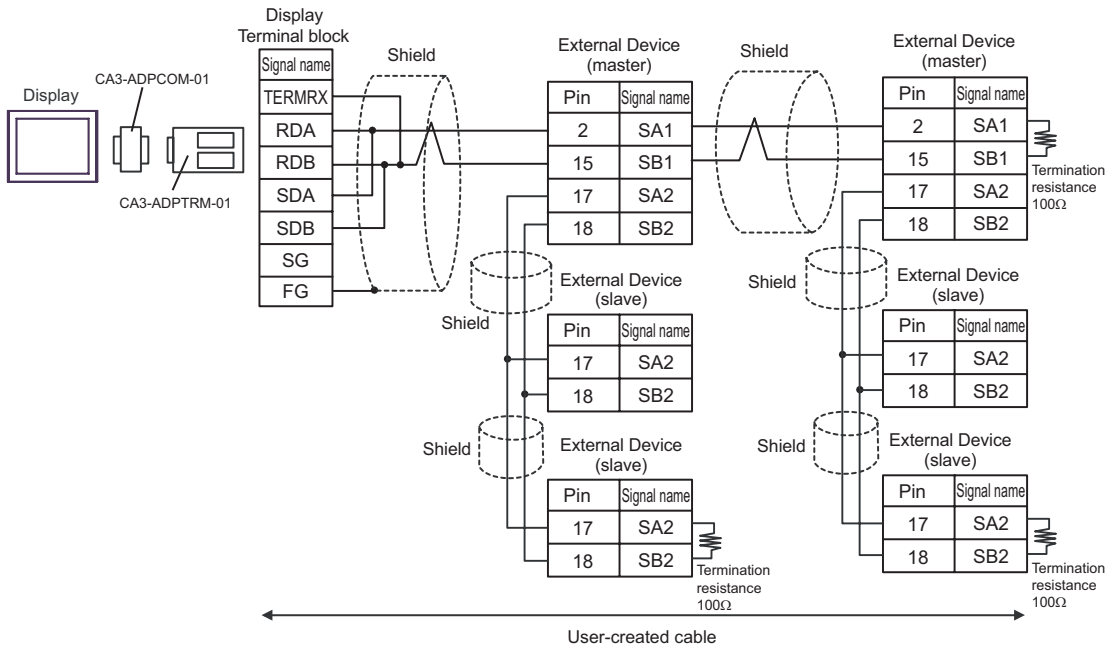 Display
CA3-ADPCOM-01
CA3-ADPTRM-01
Display
Terminal block
Signal name
TERMRX
RDA
RDB
SDA
SDB
SG
FG
Shield
External Device
(master)
Pin Signal name
2 SA1
15 SB1
17 SA2
18 SB2
Shield
External Device
(slave)
Pin Signal name
17 SA2
18 SB2
Shield
External Device
(slave)
Pin Signal name
17 SA2
18 SB2
Termination
resistance
100Ω
Shield
External Device
(master)
Pin Signal name
2 SA1
15 SB1
17 SA2
18 SB2
Termination
resistance
100Ω
Shield
External Device
(slave)
Pin Signal name
17 SA2
18 SB2
Shield
External Device
(slave)
Pin Signal name
17 SA2
18 SB2
Termination
resistance
100Ω
User-created cable